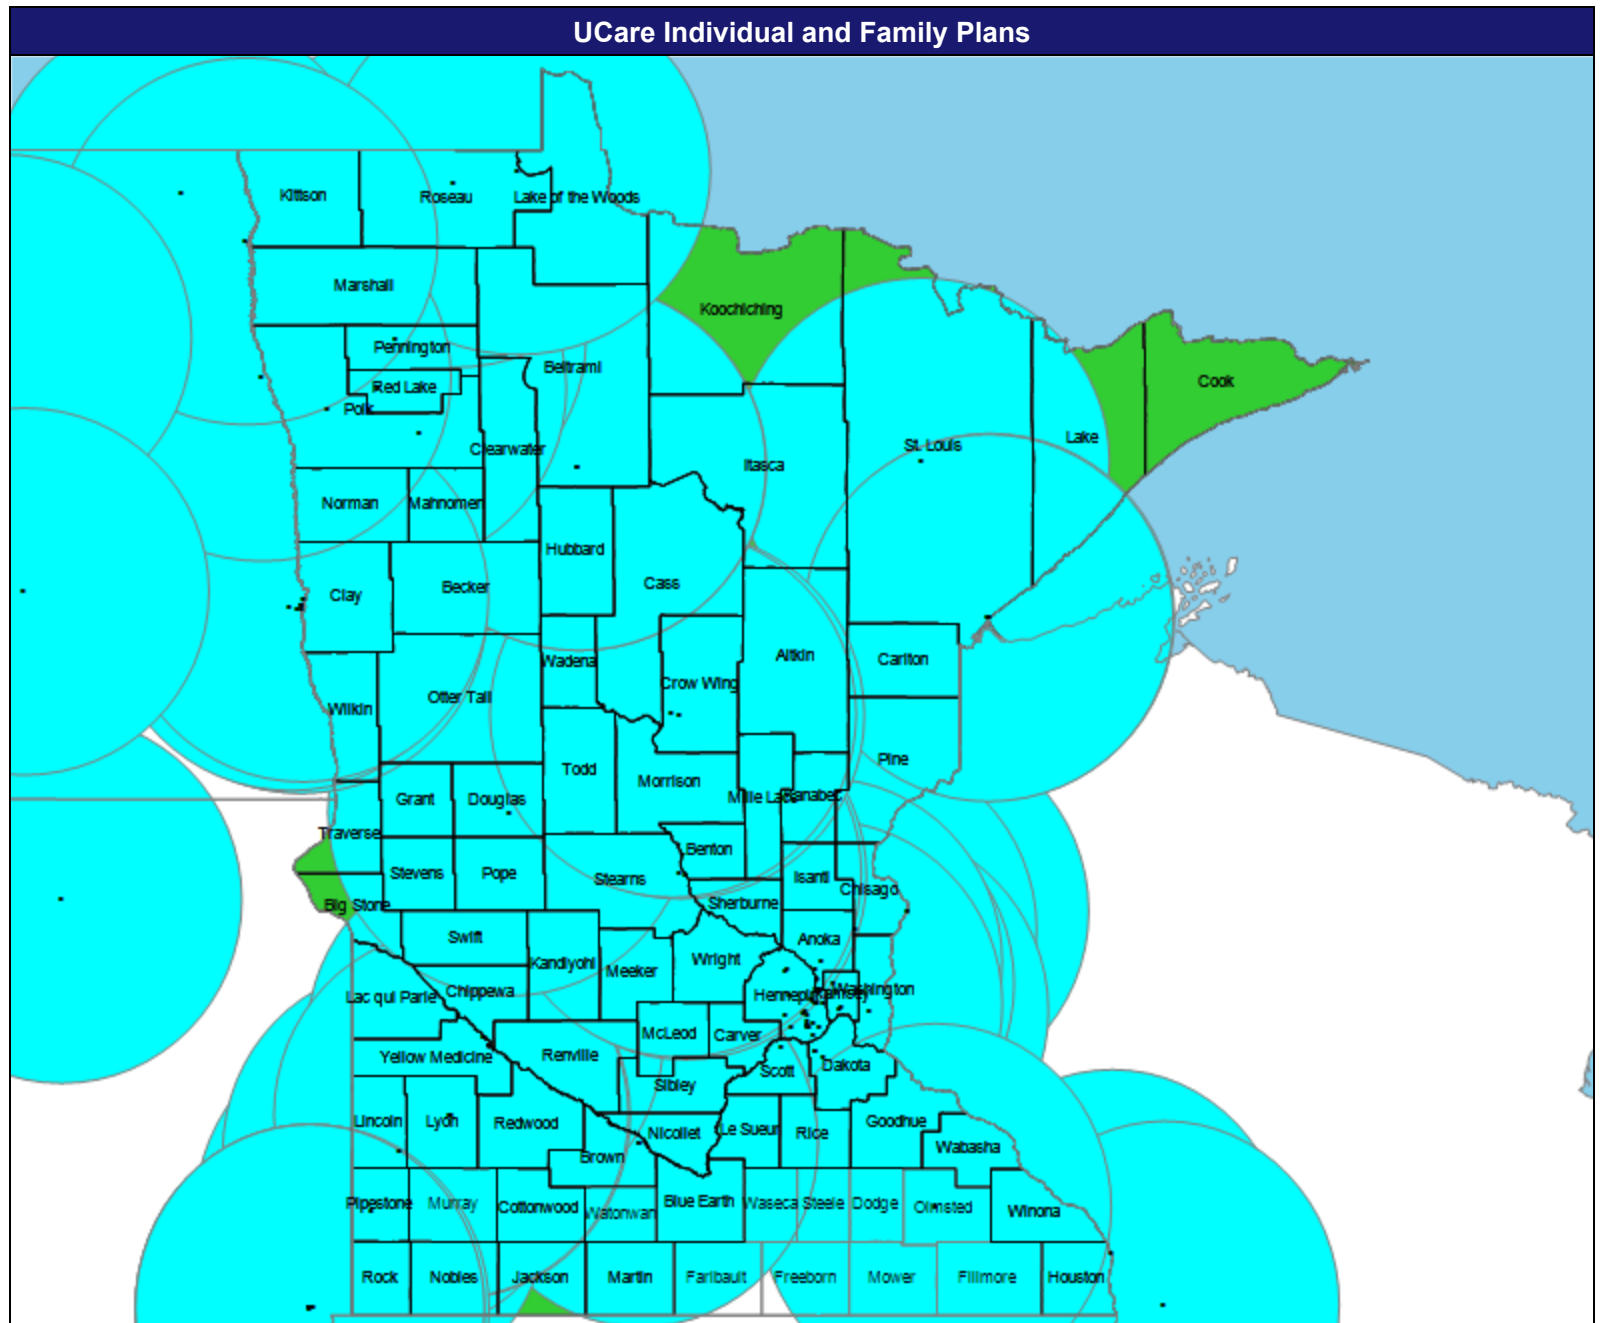 UCare Individual and Family Plans
Kittson
Roseau
Lake of the Woods
Marshall
Koochiching
Pennington
Beltrami
Red Lake
Polk
Cook
Clearwater
St. Louis
Lake
Itasca
Norman
Mahnomen
Hubbard
Cass
Clay
Becker
Aitkin
Carlton
Wadena
Crow Wing
Otter Tail
Wilkin
Pine
Todd
Morrison
Grant
Douglas
Mille Lacs
Kanabec
Traverse
Benton
Stevens
Pope
Stearns
Isanti
Chisago
Big Stone
Sherburne
Swift
Anoka
Kandiyohi
Meeker
Wright
Lac qui Parle
Chippewa
Hennepin
Ramsey
Washington
McLeod
Carver
Yellow Medicine
Renville
Scott
Dakota
Sibley
Lincoln
Lyon
Redwood
Nicollet
Le Sueur
Rice
Goodhue
Wabasha
Brown
Pipestone
Murray
Cottonwood
Watonwan
Blue Earth
Waseca
Steele
Dodge
Olmsted
Winona
Rock
Nobles
Jackson
Martin
Faribault
Freeborn
Mower
Fillmore
Houston